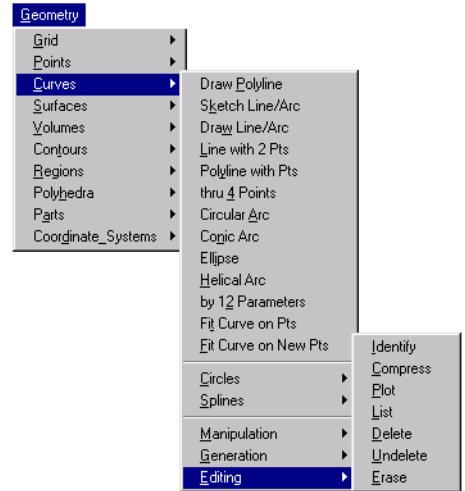 Geometry
Grid
Points
Curves
Surfaces
Volumes
Contours
Regions
Polyhedra
Parts
Coordinate_Systems
Draw Polyline
Sketch Line/Arc
Draw Line/Arc
Line with 2 Pts
Polyline with Pts
thru 4 Points
Circular Arc
Conic Arc
Ellipse
Helical Arc
by 12 Parameters
Fit Curve on Pts
Fit Curve on New Pts
Circles
Splines
Manipulation
Generation
Editing
Identify
Compress
Plot
List
Delete
Undelete
Erase